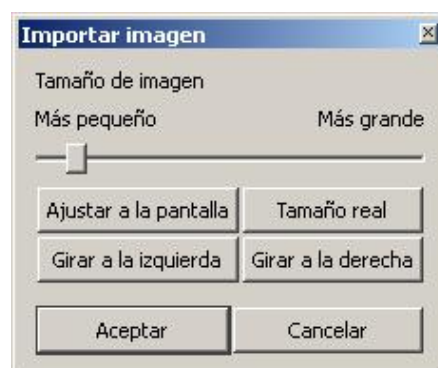 Importar imagen
Tamaño de imagen
Más pequeño Más grande
Ajustar a la pantalla Tamaño real
Girar a la izquierda Girar a la derecha
Aceptar Cancelar